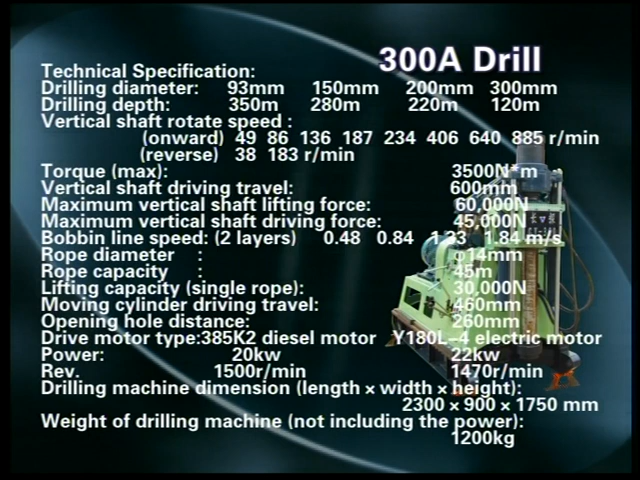 300A Drill
Technical Specification:
Drilling diameter: 93mm 150mm 200mm 300mm
Drilling depth: 350m 280m 220m 120m
Vertical shaft rotate speed :
(onward) 49 86 136 187 234 406 640 885 r/min
(reverse) 38 183 r/min
Torque (max): 3500N*m
Vertical shaft driving travel: 600mm
Maximum vertical shaft lifting force: 60,000N
Maximum vertical shaft driving force: 45,000N
Bobbin line speed: (2 layers) 0.48 0.84 1.33 1.84 m/s
Rope diameter : φ14mm
Rope capacity : 45m
Lifting capacity (single rope): 30,000N
Moving cylinder driving travel: 460mm
Opening hole distance: 260mm
Drive motor type:385K2 diesel motor Y180L-4 electric motor
Power: 20kw 22kw
Rev. 1500r/min 1470r/min
Drilling machine dimension (length × width × height):
2300 × 900 × 1750 mm
Weight of drilling machine (not including the power):
1200kg